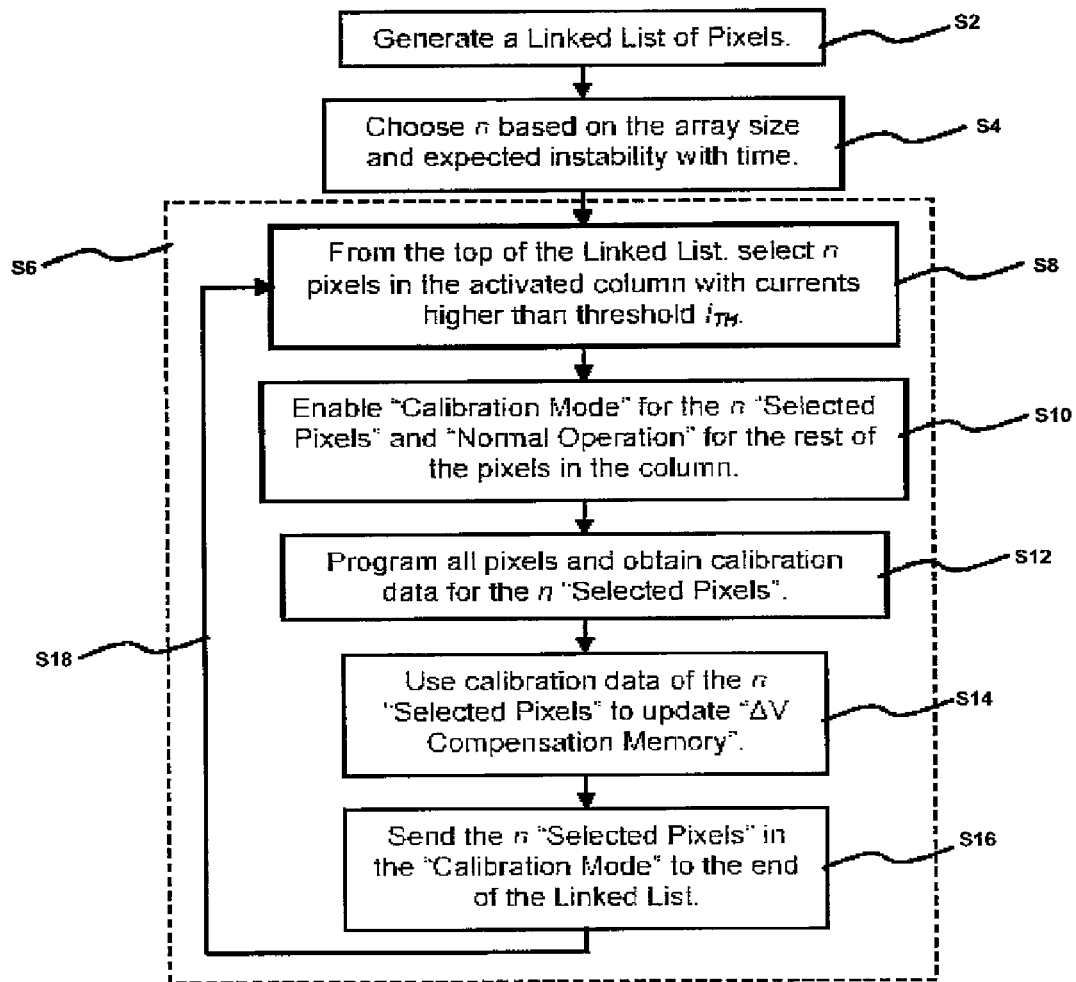 Generate a Linked List of Pixels.
S2
Choose n based on the array size
and expected instability with time.
S4
S6
From the top of the Linked List, select n
pixels in the activated column with currents
higher than threshold iTH.
S8
Enable “Calibration Mode” for the n “Selected
Pixels” and “Normal Operation” for the rest of
the pixels in the column.
S10
Program all pixels and obtain calibration
data for the n “Selected Pixels”.
S12
S18
Use calibration data of the n
“Selected Pixels” to update “ΔV
Compensation Memory”.
S14
Send the n “Selected Pixels” in
the “Calibration Mode” to the end
of the Linked List.
S16